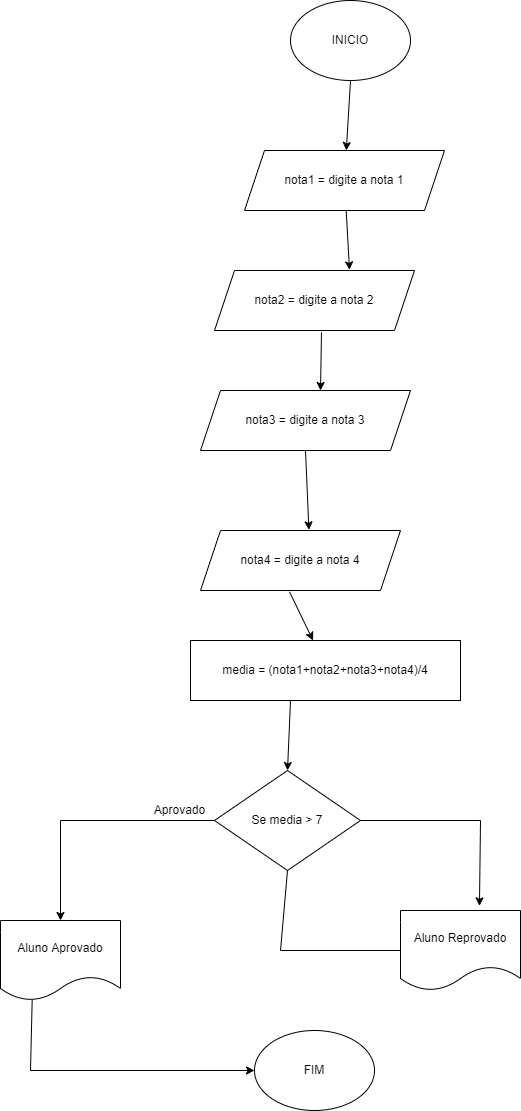 INICIO
nota1 = digite a nota 1
nota2 = digite a nota 2
nota3 = digite a nota 3
nota4 = digite a nota 4
media = (nota1+nota2+nota3+nota4)/4
Aprovado
Se media > 7
Aluno Aprovado
Aluno Reprovado
FIM